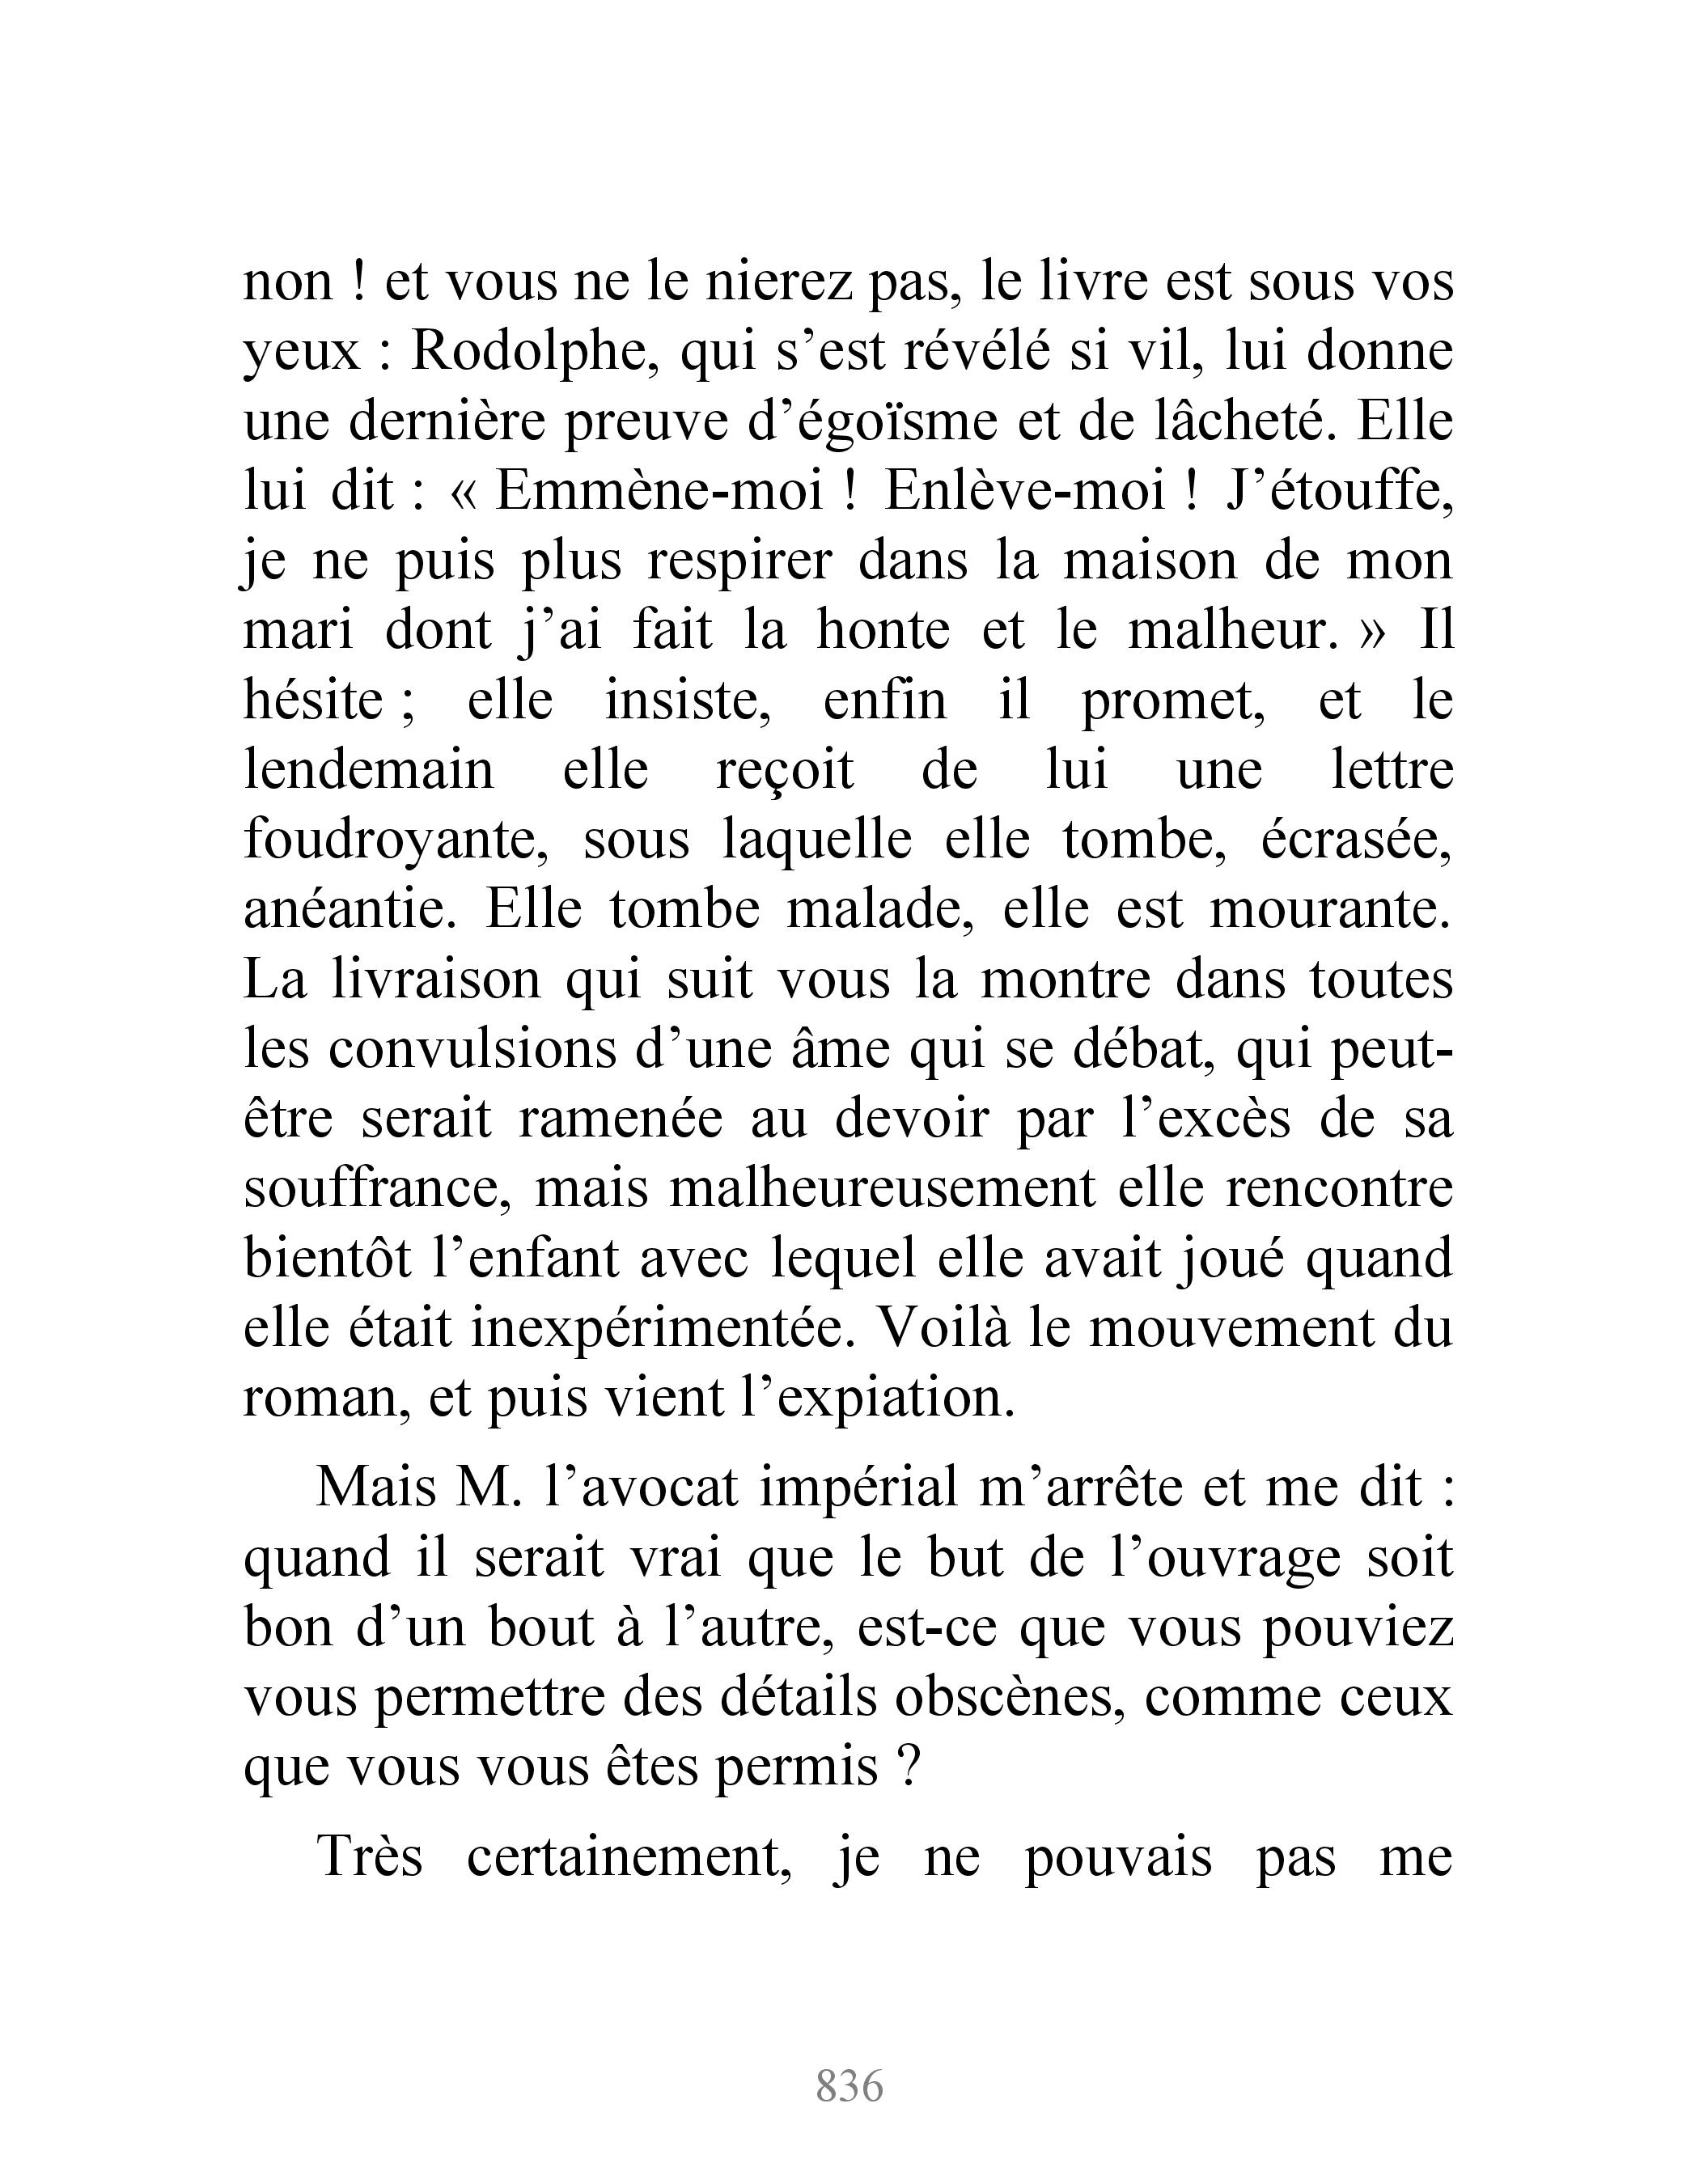 non ! et vous ne le nierez pas, le livre est sous vos
yeux : Rodolphe, qui s’est révélé si vil, lui donne
une dernière preuve d’égoïsme et de lâcheté. Elle
lui dit : « Emmène-moi ! Enlève-moi ! J’étouffe,
je ne puis plus respirer dans la maison de mon
mari dont j’ai fait la honte et le malheur. » Il
hésite ; elle insiste, enfin il promet, et le
lendemain elle reçoit de lui une lettre
foudroyante, sous laquelle elle tombe, écrasée,
anéantie. Elle tombe malade, elle est mourante.
La livraison qui suit vous la montre dans toutes
les convulsions d’une âme qui se débat, qui peut-
être serait ramenée au devoir par l’excès de sa
souffrance, mais malheureusement elle rencontre
bientôt l’enfant avec lequel elle avait joué quand
elle était inexpérimentée. Voilà le mouvement du
roman, et puis vient l’expiation.
Mais M. l’avocat impérial m’arrête et me dit :
quand il serait vrai que le but de l’ouvrage soit
bon d’un bout à l’autre, est-ce que vous pouviez
vous permettre des détails obscènes, comme ceux
que vous vous êtes permis ?
Très certainement, je ne pouvais pas me
836